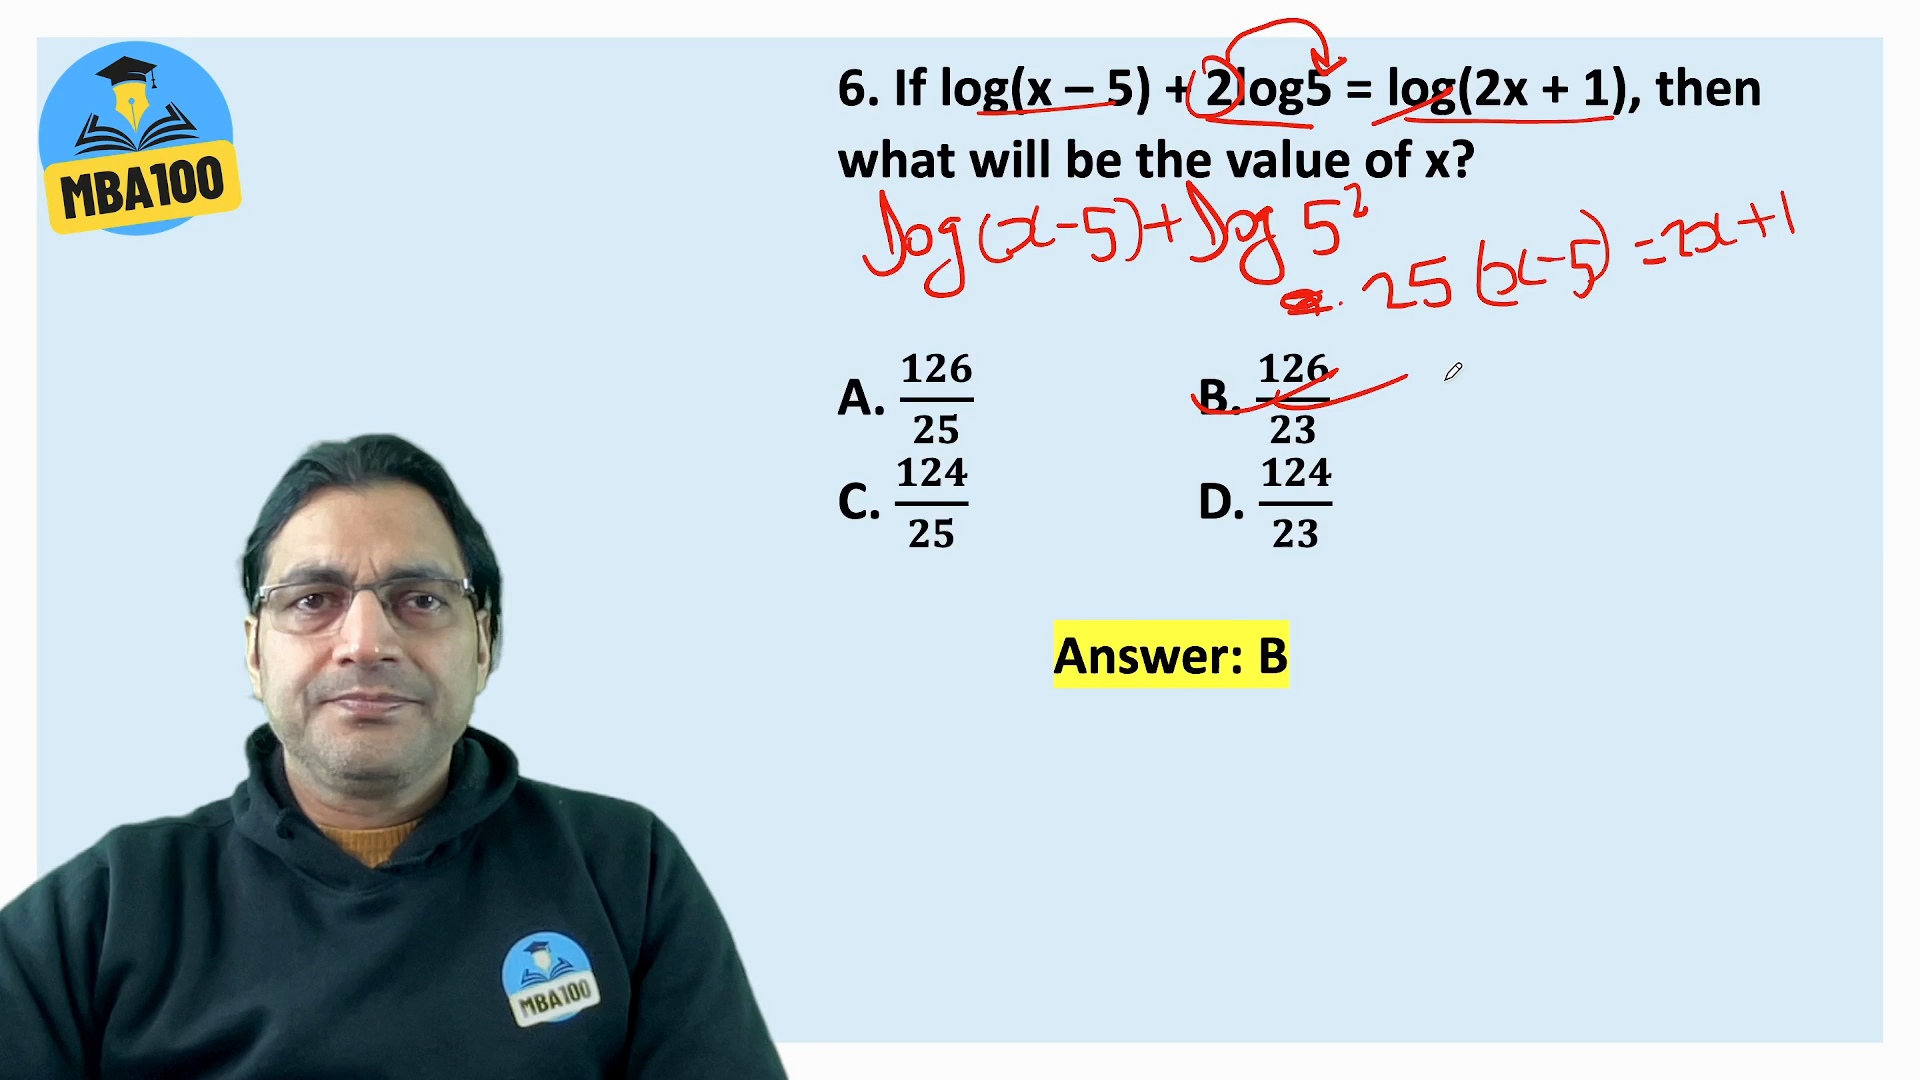 MBA100
6. If log(x – 5) + 2log5 = log(2x + 1), then
what will be the value of x?
log(x-5)+log 5²
25(x-5)=2x+1
A. 126/25
B. 126/23
C. 124/25
D. 124/23
Answer: B
MBA100